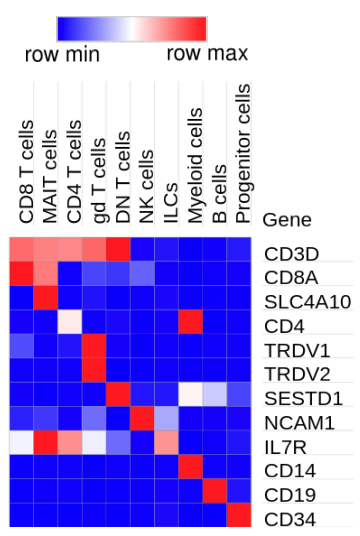 row min row max
CD8 T cells
MAIT cells
CD4 T cells
gd T cells
DN T cells
NK cells
ILCs
Myeloid cells
B cells
Progenitor cells
Gene
CD3D
CD8A
SLC4A10
CD4
TRDV1
TRDV2
SESTD1
NCAM1
IL7R
CD14
CD19
CD34